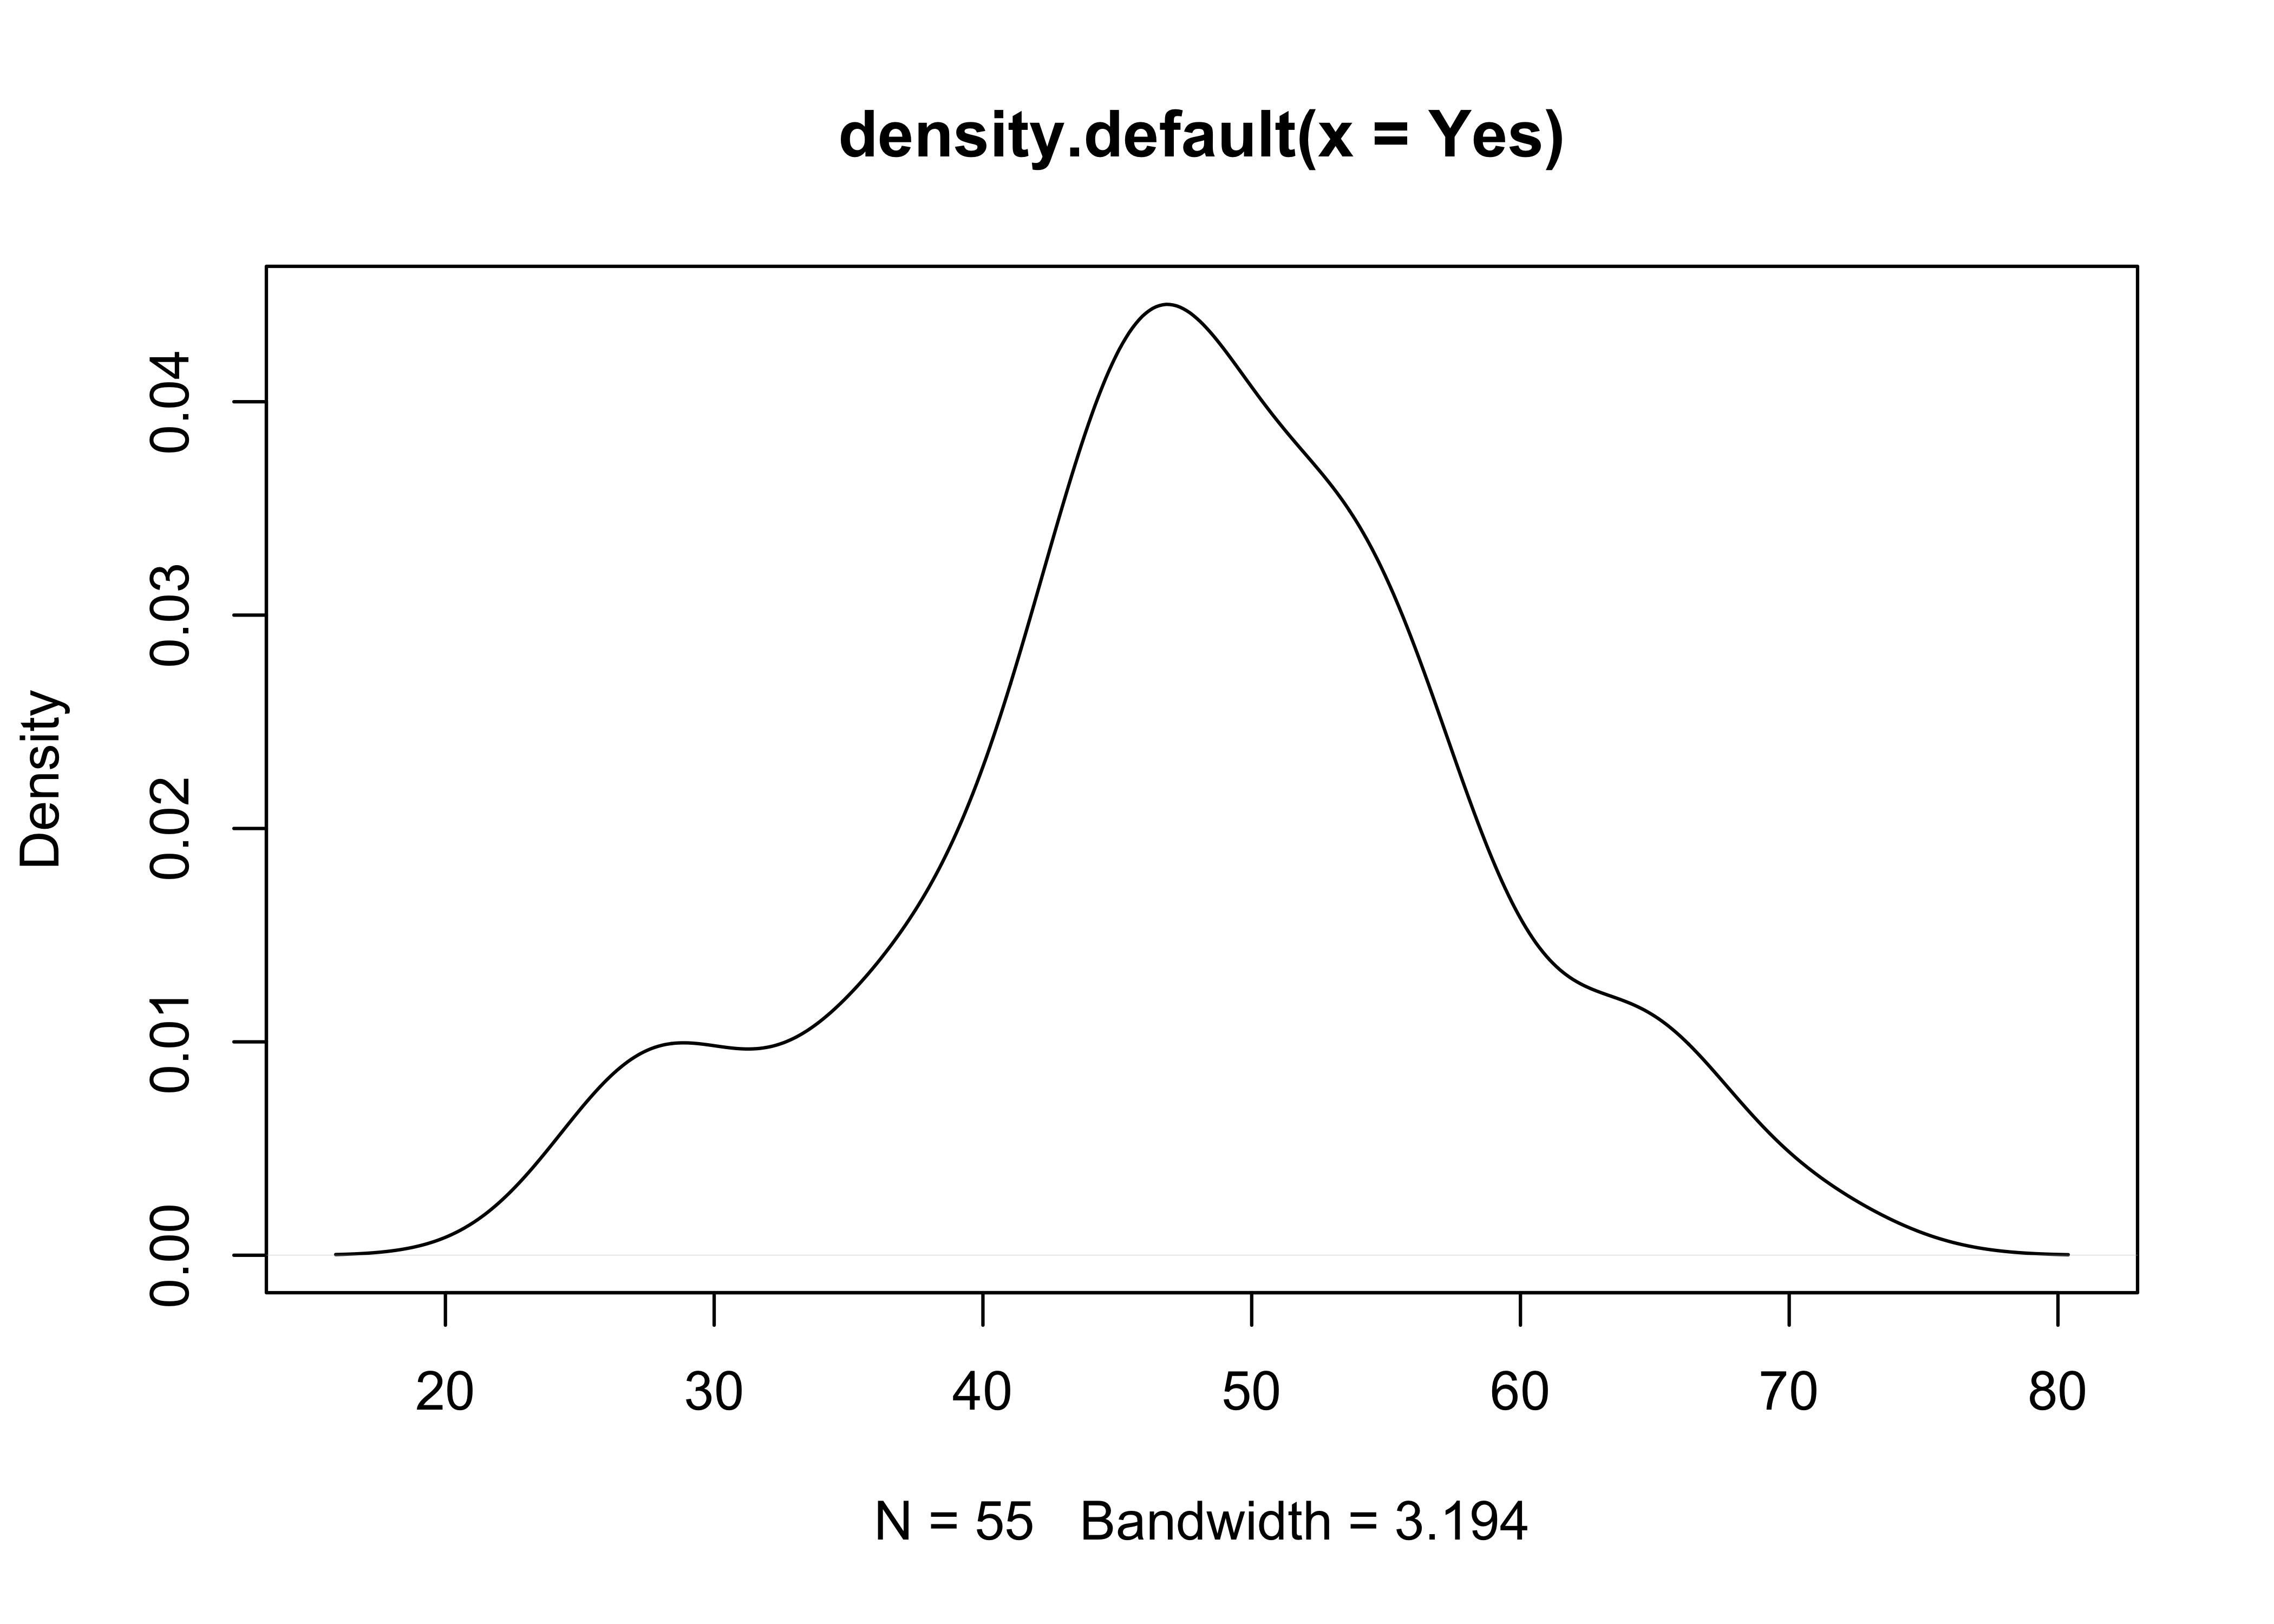 density.default(x = Yes)
Density
0.04
0.03
0.02
0.01
0.00
20 30 40 50 60 70 80
N = 55 Bandwidth = 3.194